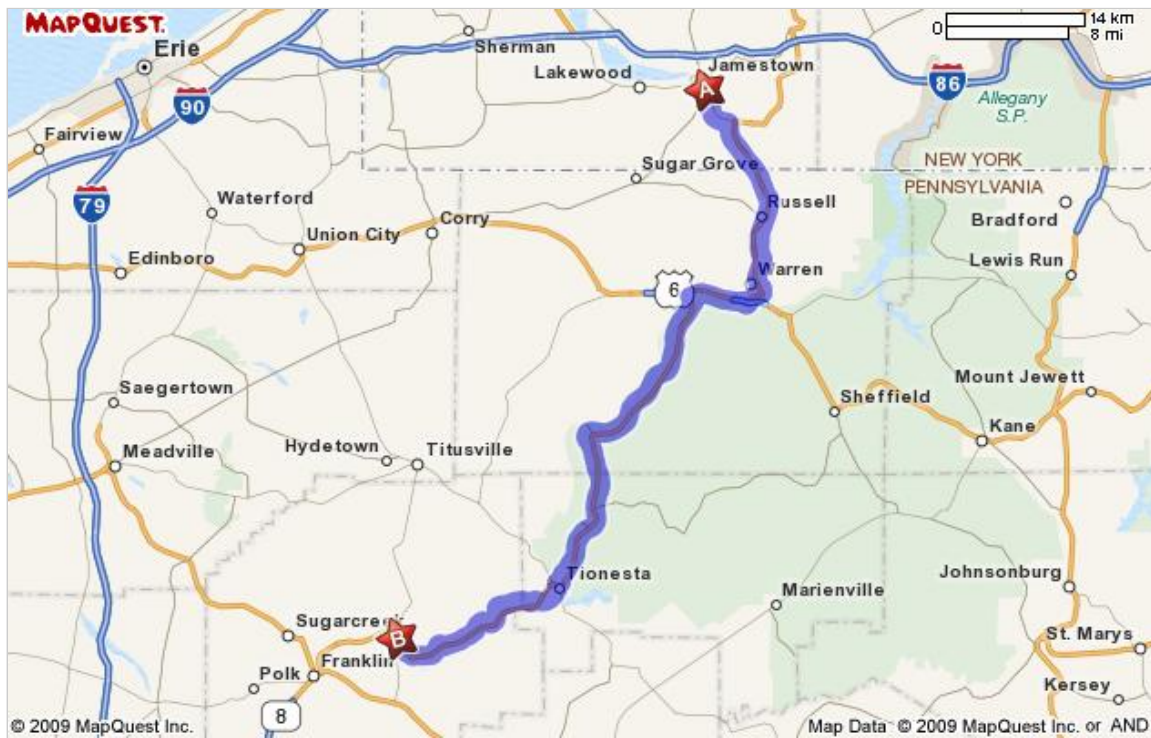 MAPQUEST.
0
14 km
8 mi
Erie
Sherman
Lakewood
Jamestown
A
86
90
Allegany
S.P.
Fairview
Sugar Grove
NEW YORK
PENNSYLVANIA
79
Waterford
Corry
Russell
Bradford
Union City
Edinboro
Warren
Lewis Run
6
Saegertown
Sheffield
Mount Jewett
Kane
Meadville
Hydetown
Titusville
Tionesta
Marienville
Johnsonburg
Sugarcreek
B
St. Marys
Polk
Franklin
Kersey
8
© 2009 MapQuest Inc.
Map Data © 2009 MapQuest Inc. or AND